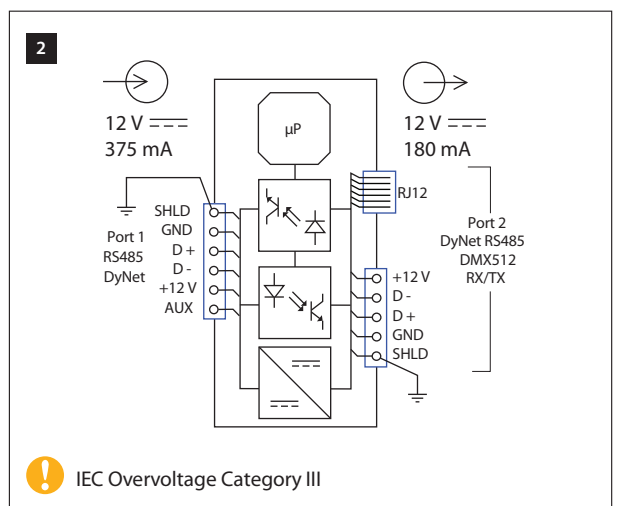 2
12 V
375 mA
12 V
180 mA
µP
RJ12
Port 1
RS485
DyNet
SHLD
GND
D +
D -
+12 V
AUX
+12 V
D -
D +
GND
SHLD
Port 2
DyNet RS485
DMX512
RX/TX
! IEC Overvoltage Category III